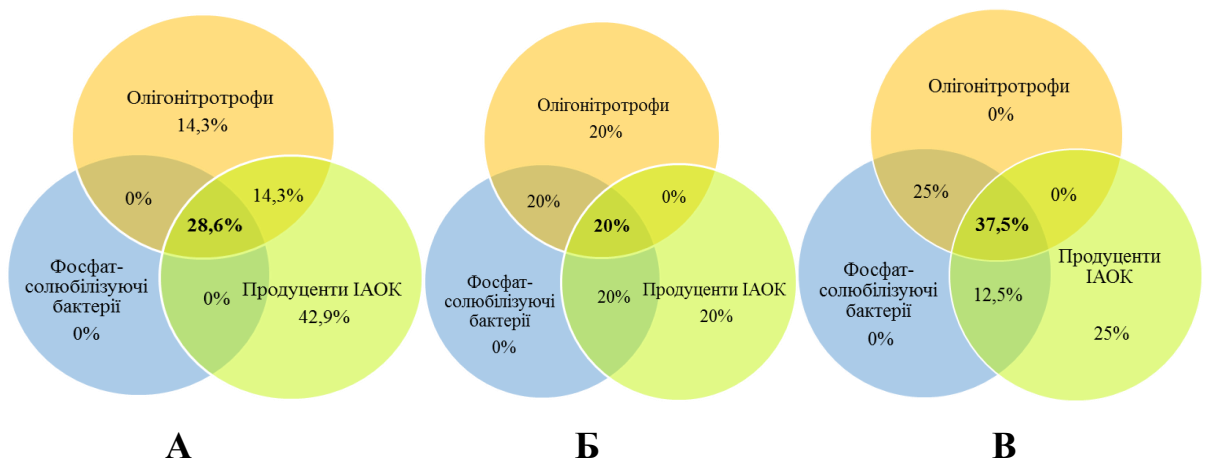 Олігонітротрофи
14,3%
0%
14,3%
28,6%
Фосфат-
солюбілізуючі
бактерії
0%
0%
Продуценти ІАОК
42,9%
А
Олігонітротрофи
20%
20%
0%
20%
Фосфат-
солюбілізуючі
бактерії
0%
20%
Продуценти ІАОК
20%
Б
Олігонітротрофи
0%
25%
0%
37,5%
Фосфат-
солюбілізуючі
бактерії
0%
12,5%
Продуценти
ІАОК
25%
В